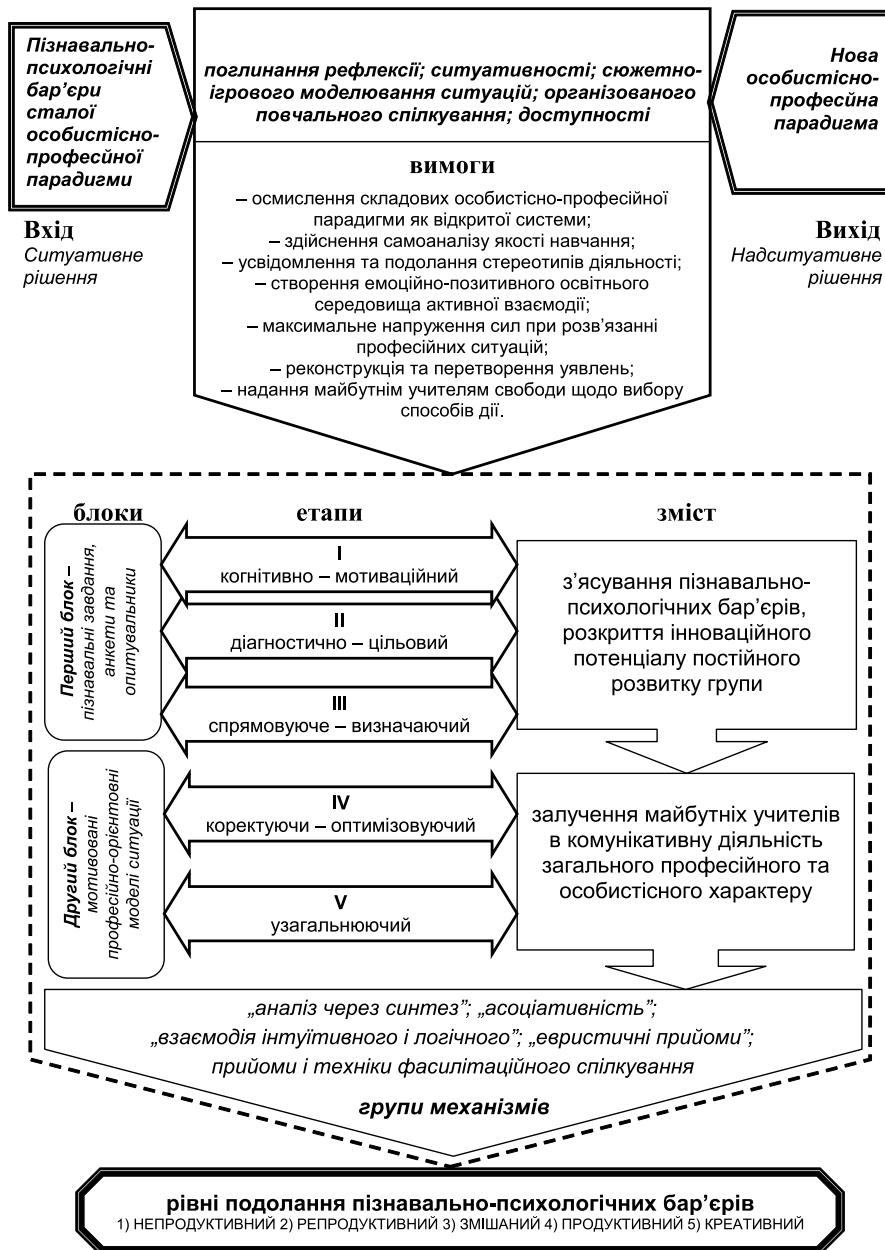 Пізнавально-
психологічні
бар’єри
сталої
особистісно-
професйної
парадигми
Вхід
Ситуативне
рішення
поглинання рефлексії; ситуативності; сюжетно-
ігрового моделювання ситуацій; організованого
повчального спілкування; доступності
вимоги
– осмислення складових особистісно-професійної
парадигми як відкритої системи;
– здійснення самоаналізу якості навчання;
– усвідомлення та подолання стереотипів діяльності;
– створення емоційно-позитивного освітнього
середовища активної взаємодії;
– максимальне напруження сил при розв’язанні
професійних ситуацій;
– реконструкція та перетворення уявлень;
– надання майбутнім учителям свободи щодо вибору
способів дії.
Нова
особистісно-
професйна
парадигма
Вихід
Надситуативне
рішення
блоки
етапи
зміст
Перший блок –
пізнавальні завдання,
анкети та
опитувальники
I
когнітивно – мотиваційний
II
діагностично – цільовий
III
спрямовуюче – визначаючий
з’ясування пізнавально-
психологічних бар’єрів,
розкриття інноваційного
потенціалу постійного
розвитку групи
Другий блок –
мотивовані
професійно-орієнтовні
моделі ситуації
IV
коректуючи – оптимізовуючий
V
узагальнюючий
залучення майбутніх учителів
в комунікативну діяльність
загального професійного та
особистісного характеру
„аналіз через синтез”; „асоціативність”;
„взаємодія інтуїтивного і логічного”; „евристичні прийоми”;
прийоми і техніки фасилітаційного спілкування
групи механізмів
рівні подолання пізнавально-психологічних бар’єрів
1) НЕПРОДУКТИВНИЙ 2) РЕПРОДУКТИВНИЙ 3) ЗМІШАНИЙ 4) ПРОДУКТИВНИЙ 5) КРЕАТИВНИЙ